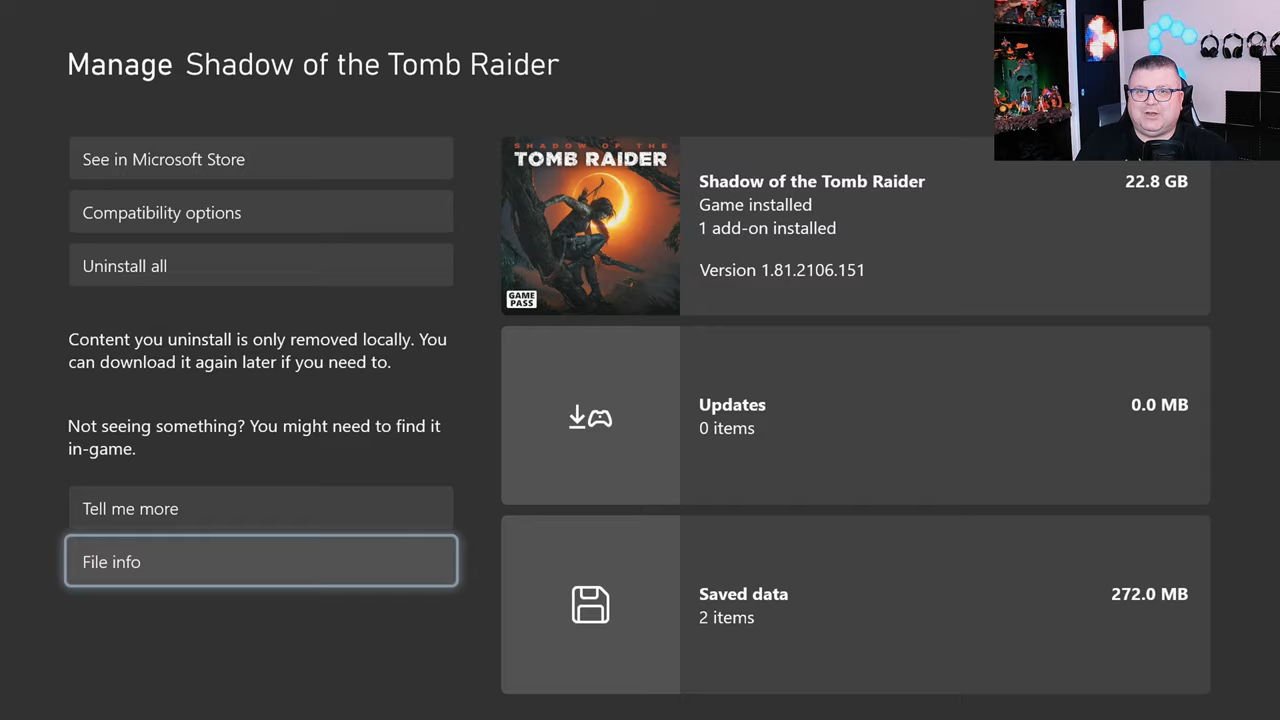 Manage Shadow of the Tomb Raider
See in Microsoft Store
Compatibility options
Uninstall all
Content you uninstall is only removed locally. You
can download it again later if you need to.
Not seeing something? You might need to find it
in-game.
Tell me more
File info
SHADOW OF THE
TOMB RAIDER
GAME
PASS
Shadow of the Tomb Raider 22.8 GB
Game installed
1 add-on installed
Version 1.81.2106.151
Updates 0.0 MB
0 items
Saved data 272.0 MB
2 items